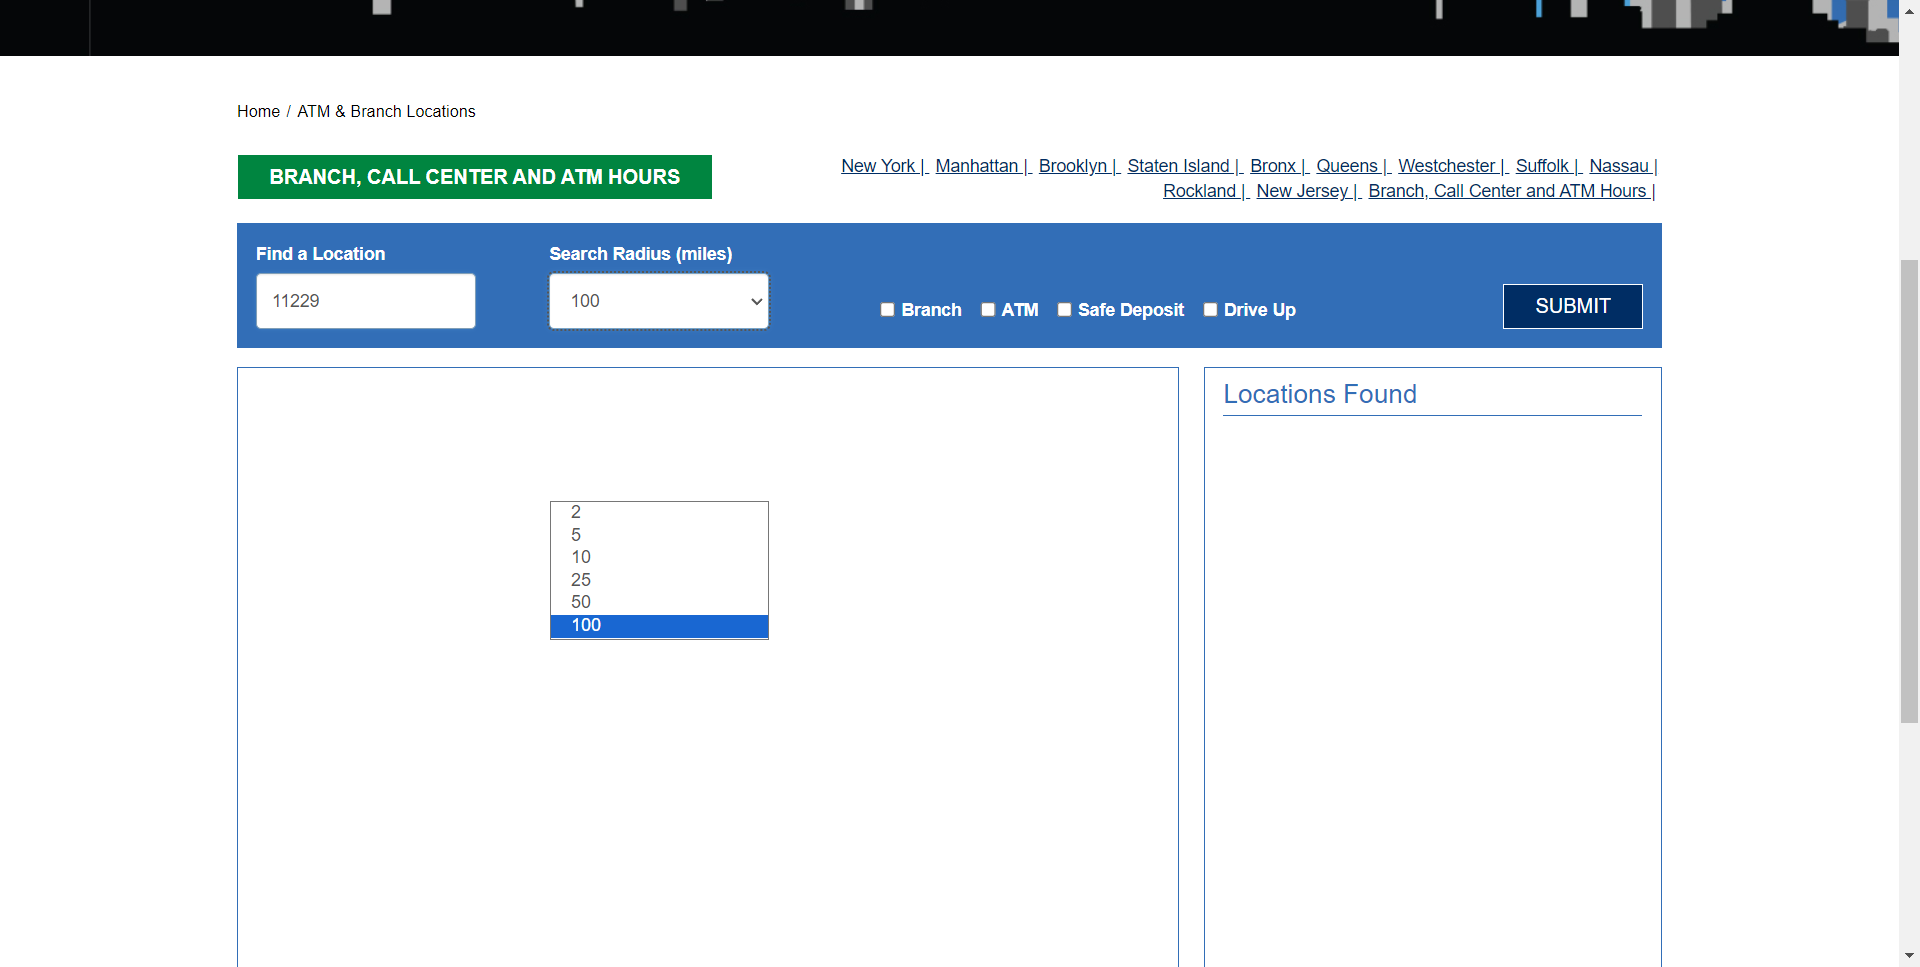 Home / ATM & Branch Locations
BRANCH, CALL CENTER AND ATM HOURS
New York | Manhattan | Brooklyn | Staten Island | Bronx | Queens | Westchester | Suffolk | Nassau |
Rockland | New Jersey | Branch, Call Center and ATM Hours |
Find a Location
Search Radius (miles)
11229
100
Branch
ATM
Safe Deposit
Drive Up
SUBMIT
Locations Found
2
5
10
25
50
100